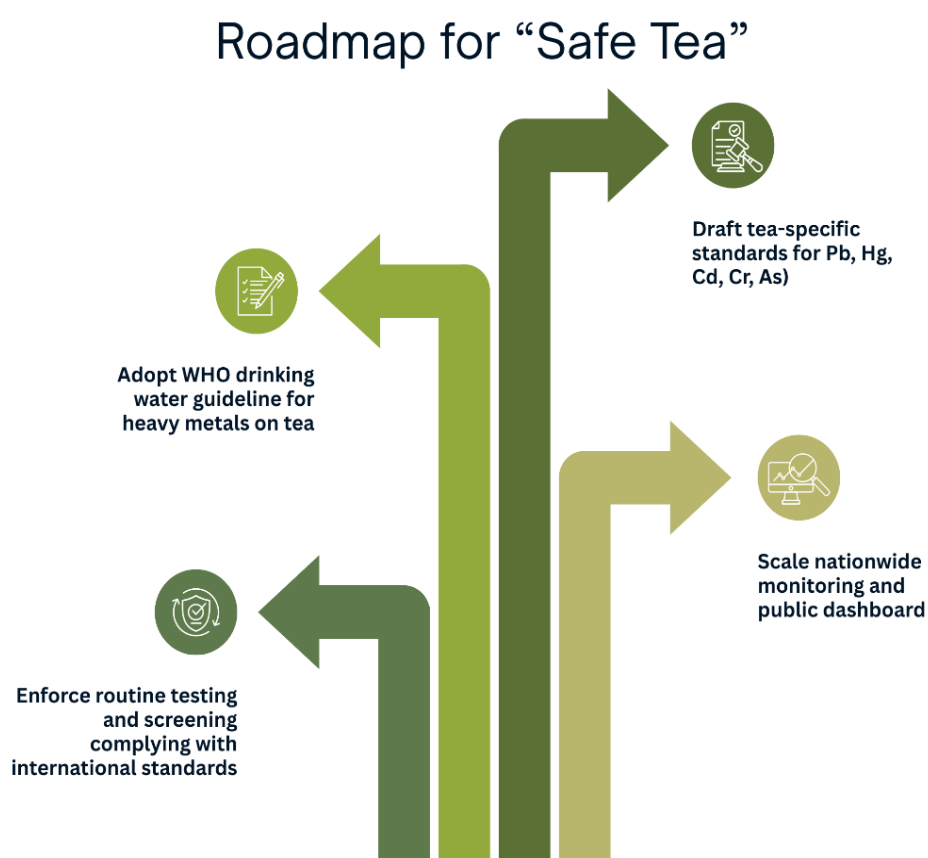 Roadmap for “Safe Tea”
Draft tea-specific
standards for Pb, Hg,
Cd, Cr, As)
Adopt WHO drinking
water guideline for
heavy metals on tea
Scale nationwide
monitoring and
public dashboard
Enforce routine testing
and screening
complying with
international standards